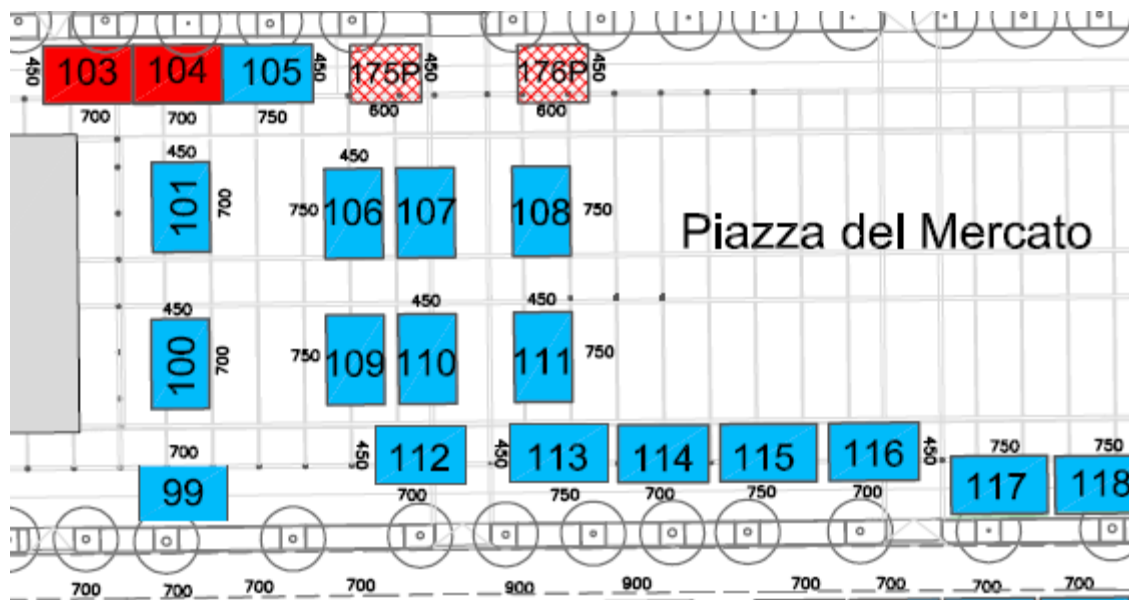 450 103 104 105 450 175P 450 176P 450
700 700 750 600 600
450 450
101 700 750 106 107 108 750
Piazza del Mercato
450 450 450
100 700 750 109 110 111 750
700 450 112 450 113 114 115 116 450 750 750
99 700 750 700 750 700 117 118
700 700 700 700 900 900 700 700 700 700